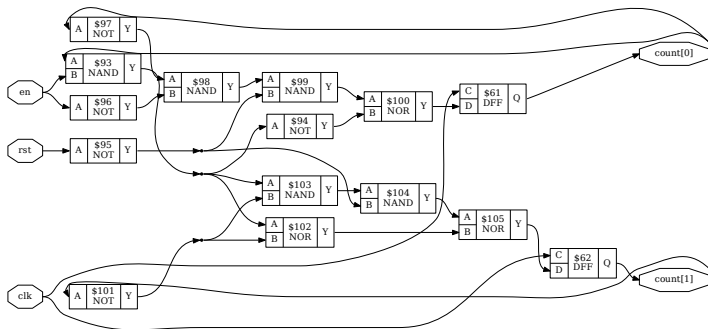 A $97 NOT Y
A B $93 NAND Y
count[0]
en
A $96 NOT Y
A B $98 NAND Y
A B $99 NAND Y
A B $100 NOR Y
C D $61 DFF Q
A $94 NOT Y
rst
A $95 NOT Y
A B $103 NAND Y
A B $104 NAND Y
A B $102 NOR Y
A B $105 NOR Y
C D $62 DFF Q
clk
A $101 NOT Y
count[1]